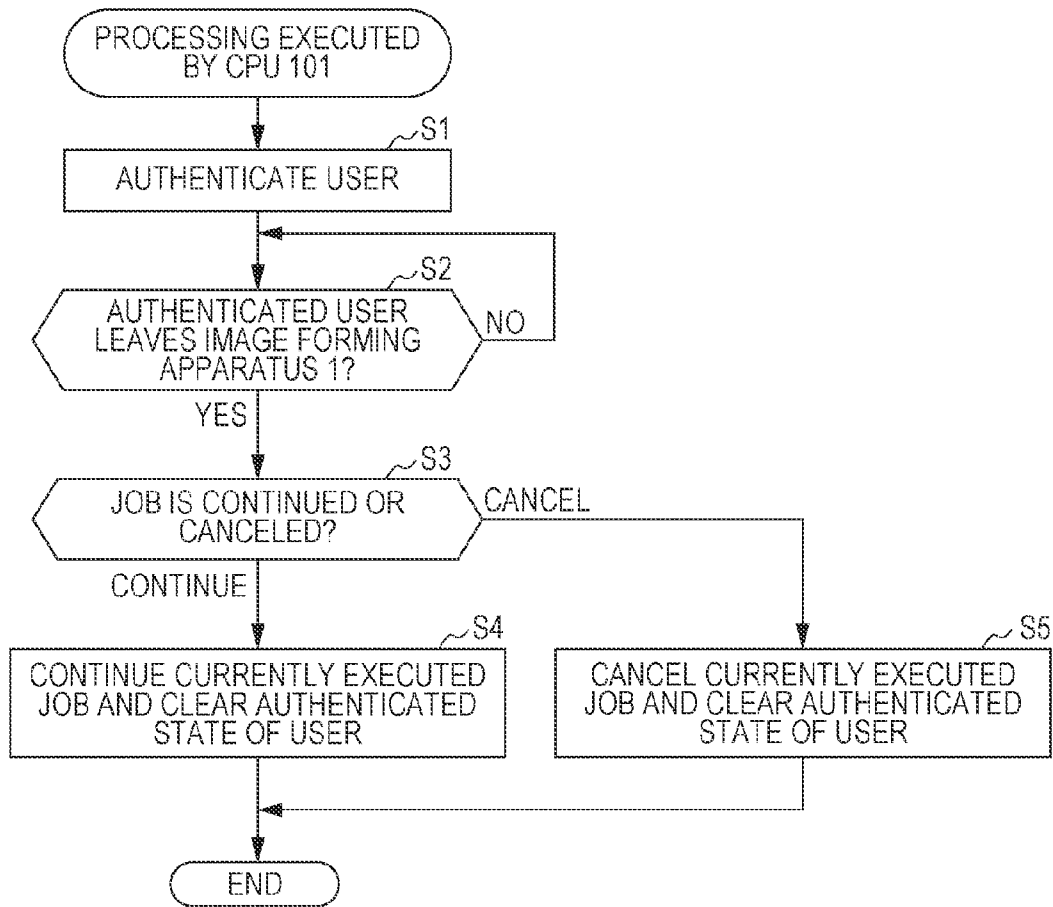 PROCESSING EXECUTED
BY CPU 101
S1
AUTHENTICATE USER
S2
AUTHENTICATED USER
LEAVES IMAGE FORMING
APPARATUS 1?
NO
YES
S3
JOB IS CONTINUED OR
CANCELED?
CANCEL
CONTINUE
S4
CONTINUE CURRENTLY EXECUTED
JOB AND CLEAR AUTHENTICATED
STATE OF USER
S5
CANCEL CURRENTLY EXECUTED
JOB AND CLEAR AUTHENTICATED
STATE OF USER
END